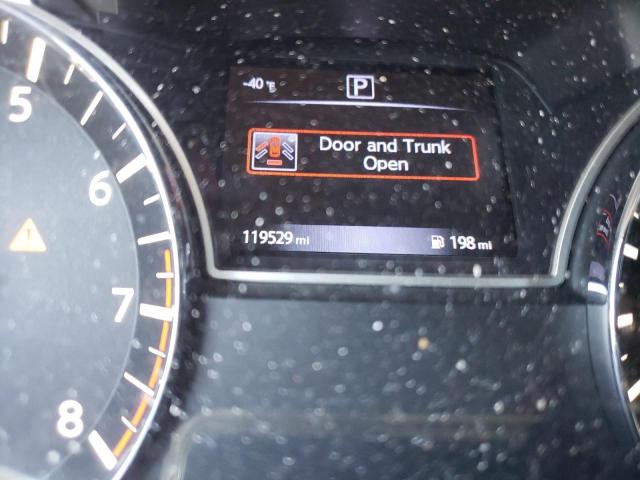 -40 °F
P
Door and Trunk
Open
119529 mi 198 mi
5
6
7
8